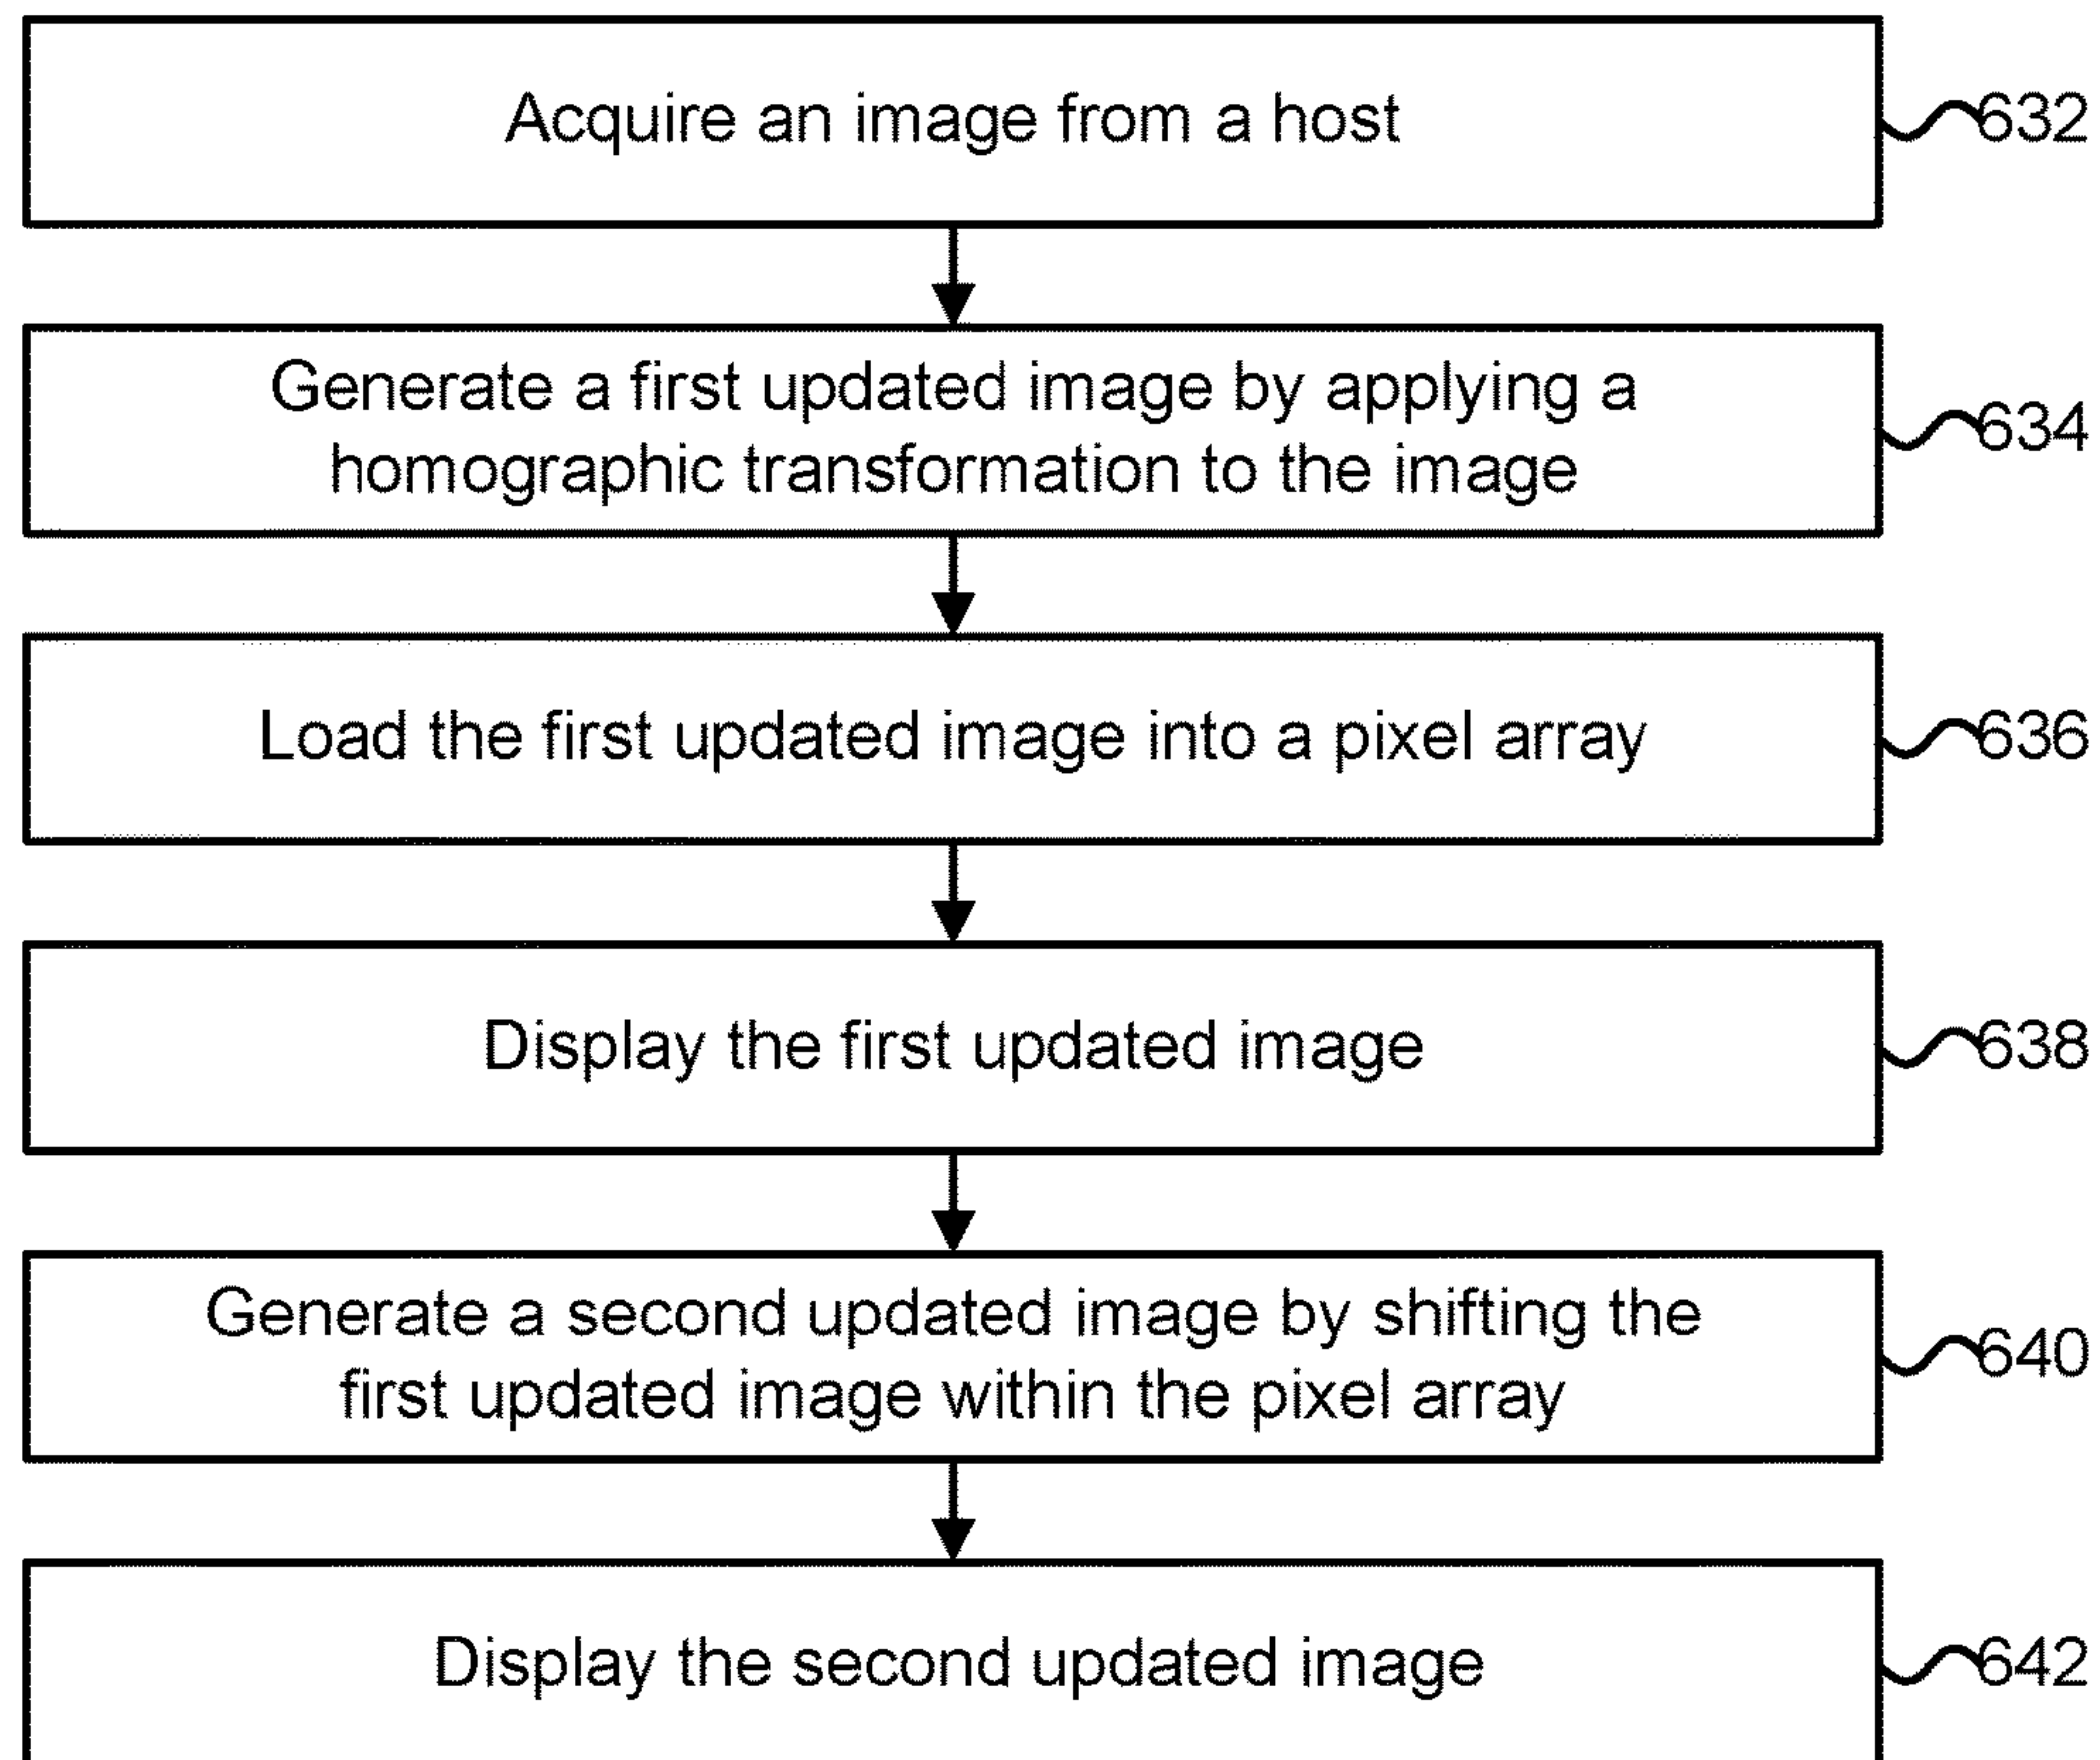 Acquire an image from a host
632
Generate a first updated image by applying a
homographic transformation to the image
634
Load the first updated image into a pixel array
636
Display the first updated image
638
Generate a second updated image by shifting the
first updated image within the pixel array
640
Display the second updated image
642